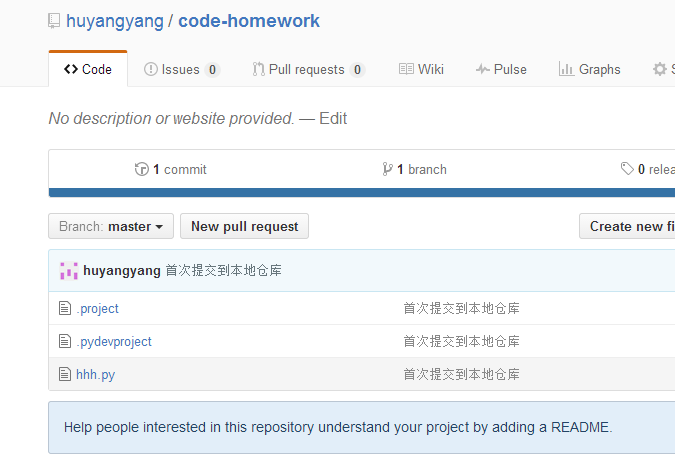 huyangyang / code-homework
Code Issues 0 Pull requests 0 Wiki Pulse Graphs
No description or website provided. — Edit
1 commit 1 branch 0
Branch: master New pull request Create new
huyangyang 首次提交到本地仓库
.project 首次提交到本地仓库
.pydevproject 首次提交到本地仓库
hhh.py 首次提交到本地仓库
Help people interested in this repository understand your project by adding a README.